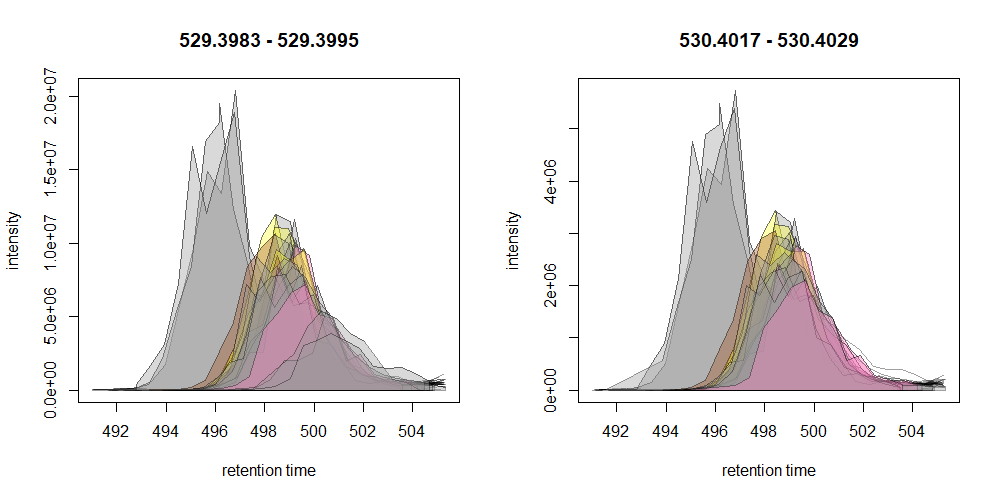 529.3983 - 529.3995
530.4017 - 530.4029
intensity
0.0e+00 5.0e+06 1.0e+07 1.5e+07 2.0e+07
492 494 496 498 500 502 504
retention time
intensity
0e+00 2e+06 4e+06
492 494 496 498 500 502 504
retention time